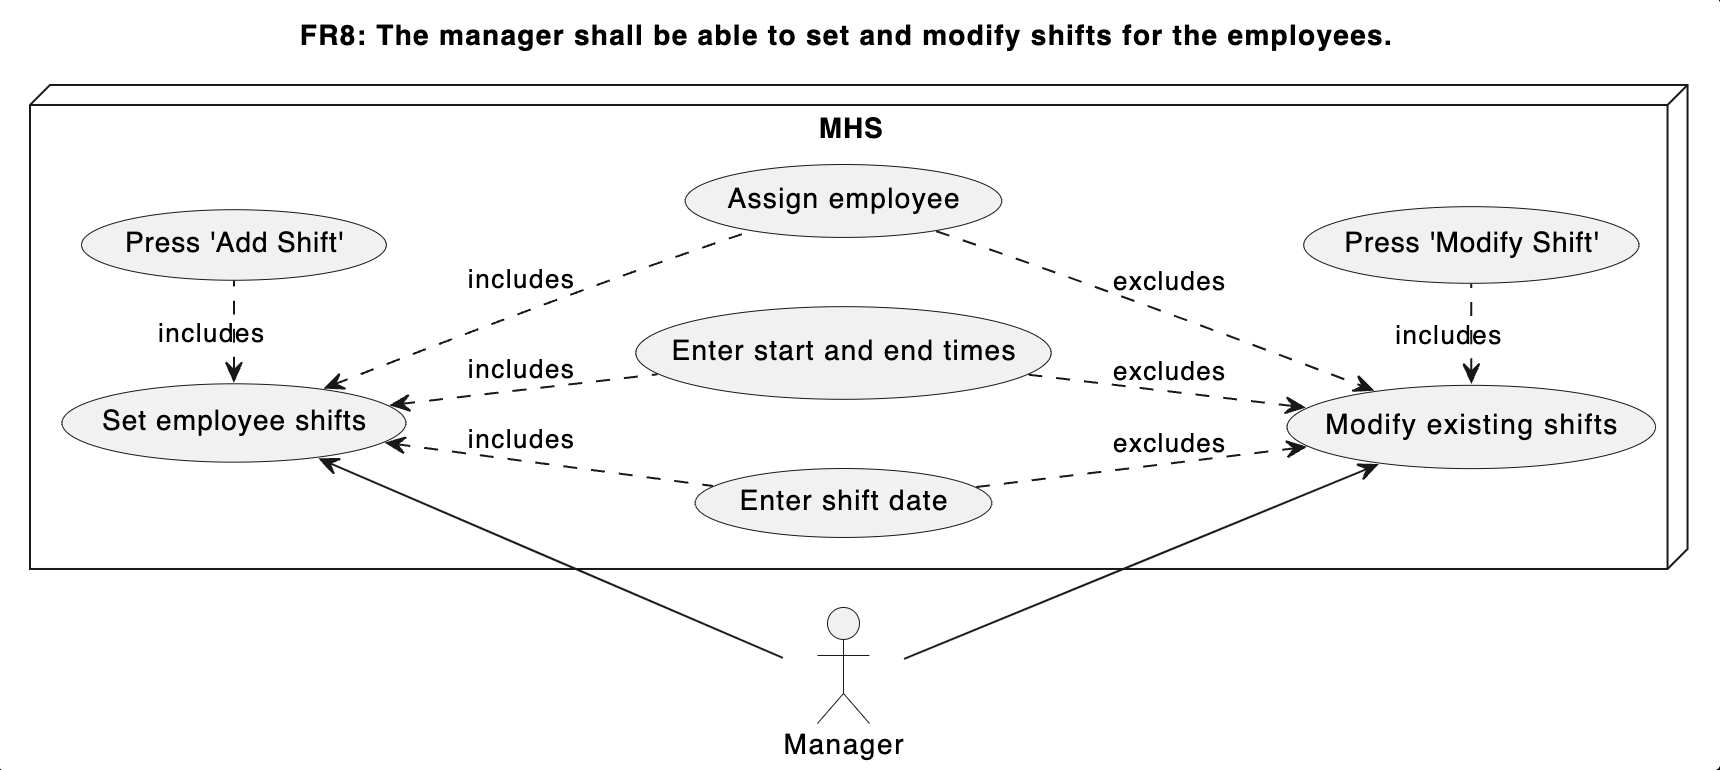 FR8: The manager shall be able to set and modify shifts for the employees.
MHS
Assign employee
Press 'Add Shift'
Press 'Modify Shift'
includes
excludes
includes
includes
Enter start and end times
includes
excludes
Set employee shifts
Modify existing shifts
includes
excludes
Enter shift date
Manager